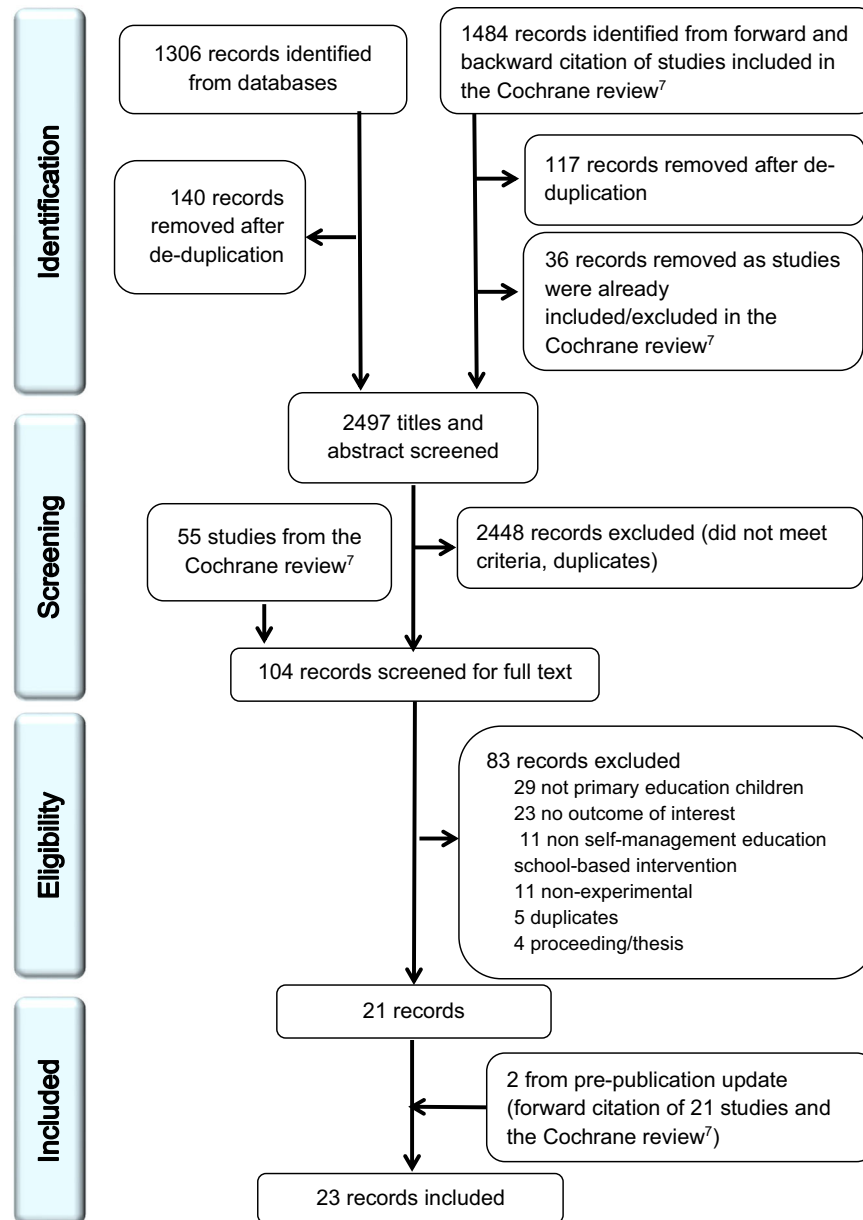 Identification
1306 records identified
from databases
1484 records identified from forward and
backward citation of studies included in
the Cochrane review⁷
140 records
removed after
de-duplication
117 records removed after de-
duplication
36 records removed as studies
were already
included/excluded in the
Cochrane review⁷
2497 titles and
abstract screened
Screening
55 studies from the
Cochrane review⁷
2448 records excluded (did not meet
criteria, duplicates)
104 records screened for full text
Eligibility
83 records excluded
29 not primary education children
23 no outcome of interest
11 non self-management education
school-based intervention
11 non-experimental
5 duplicates
4 proceeding/thesis
21 records
Included
2 from pre-publication update
(forward citation of 21 studies and
the Cochrane review⁷)
23 records included